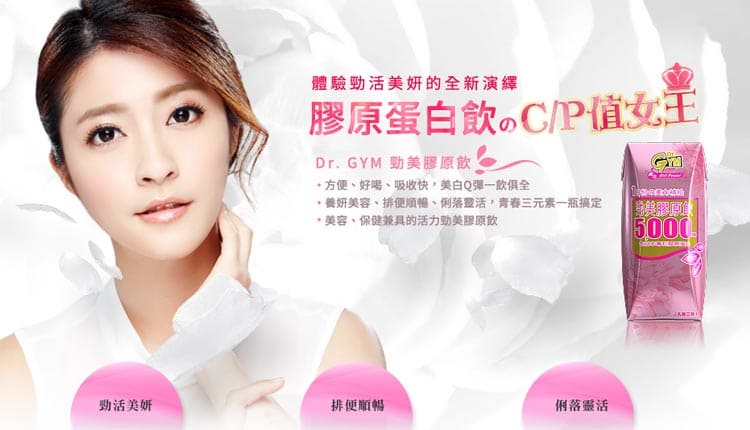 體驗勁活美妍的全新演繹
膠原蛋白飲のC/P值女王
Dr. GYM 勁美膠原飲
・方便、好喝、吸收快，美白Q彈一飲俱全
・養妍美容、排便順暢、俐落靈活，青春三元素一瓶搞定
・美容、保健兼具的活力勁美膠原飲
GYM
勁美膠原飲
5,000
勁活美妍
排便順暢
俐落靈活